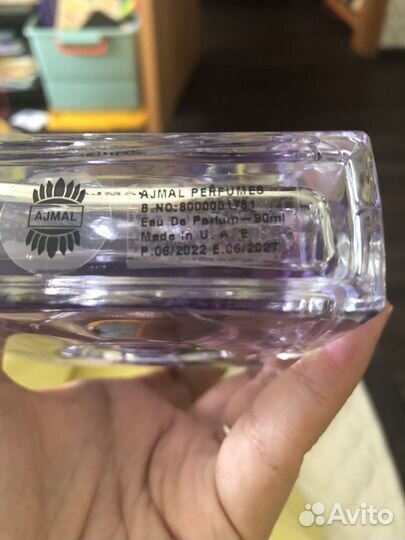 AJMAL
AJMAL PERFUMES
B.NO:8000001781
Eau De Parfum-90ml
Made in U.A.E
P.06/2022 E.06/2027
Avito